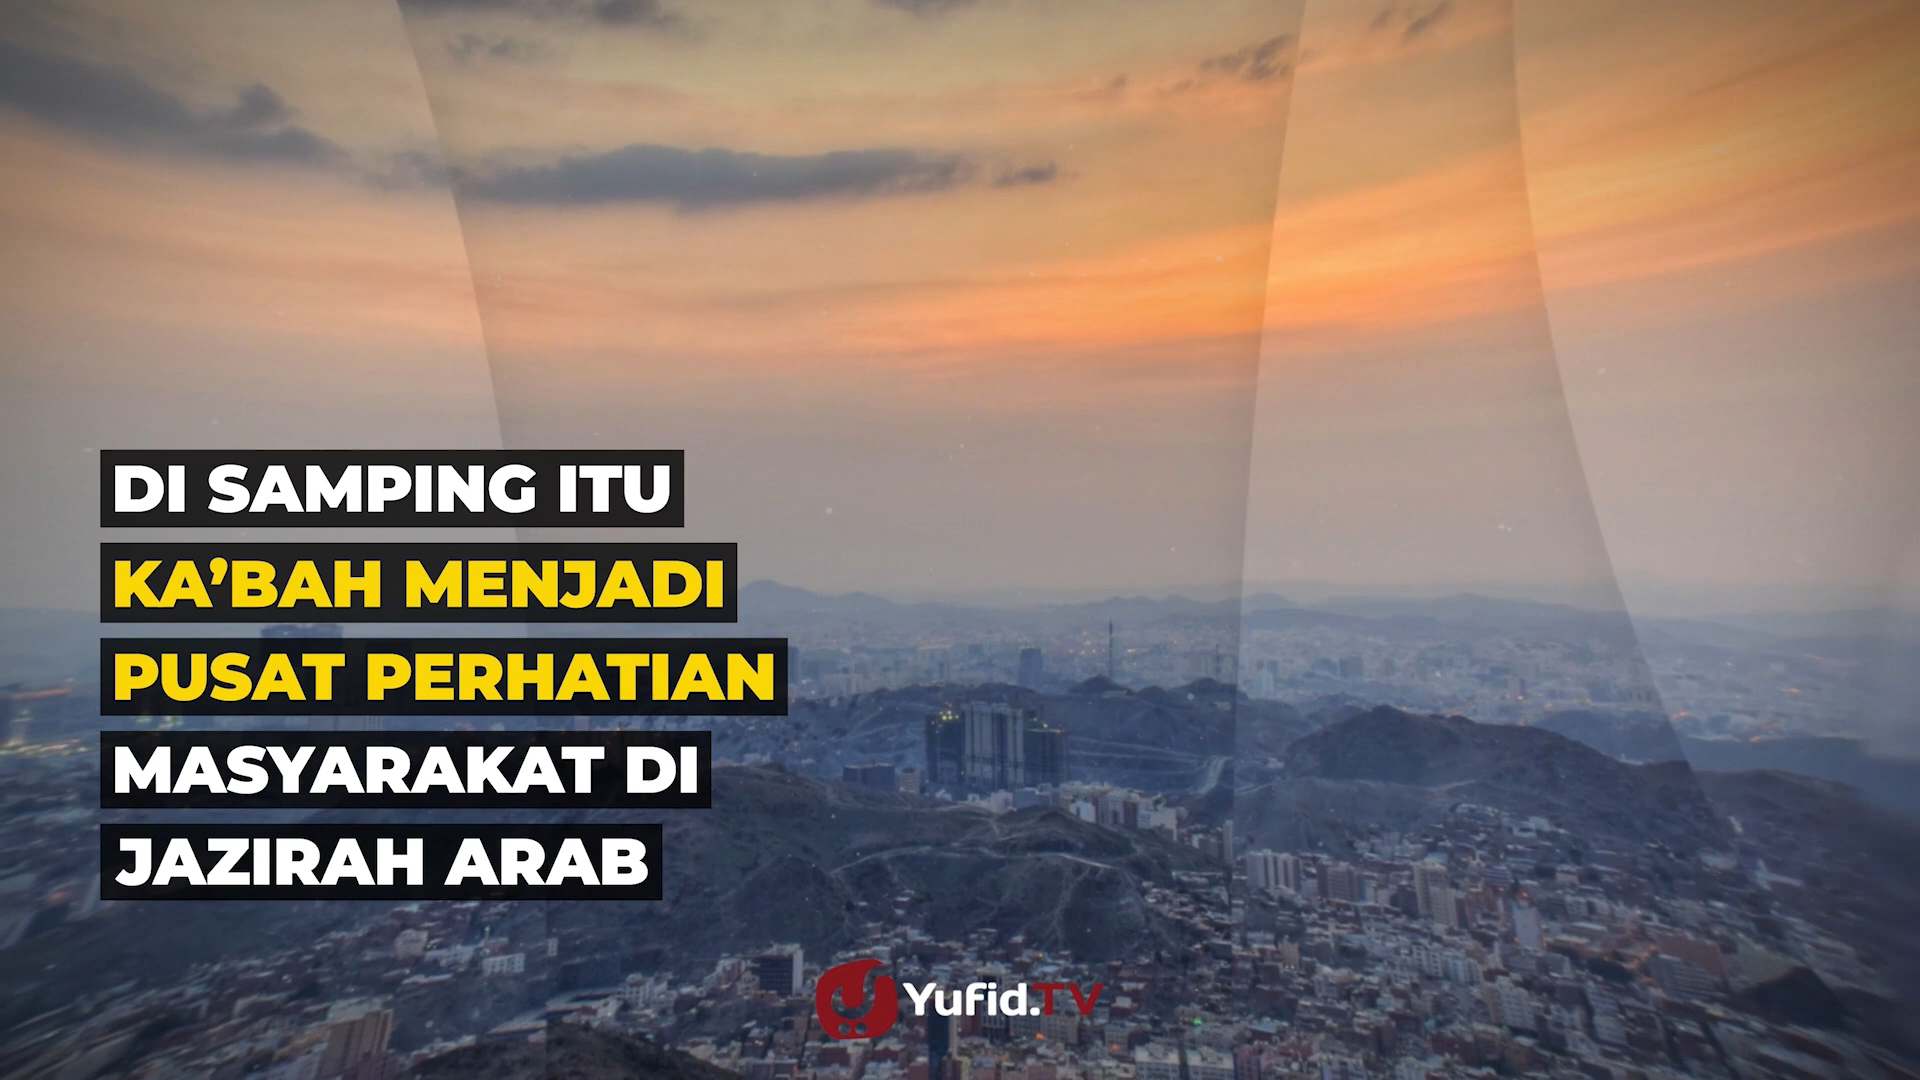 DI SAMPING ITU
KA’BAH MENJADI
PUSAT PERHATIAN
MASYARAKAT DI
JAZIRAH ARAB
Yufid.TV